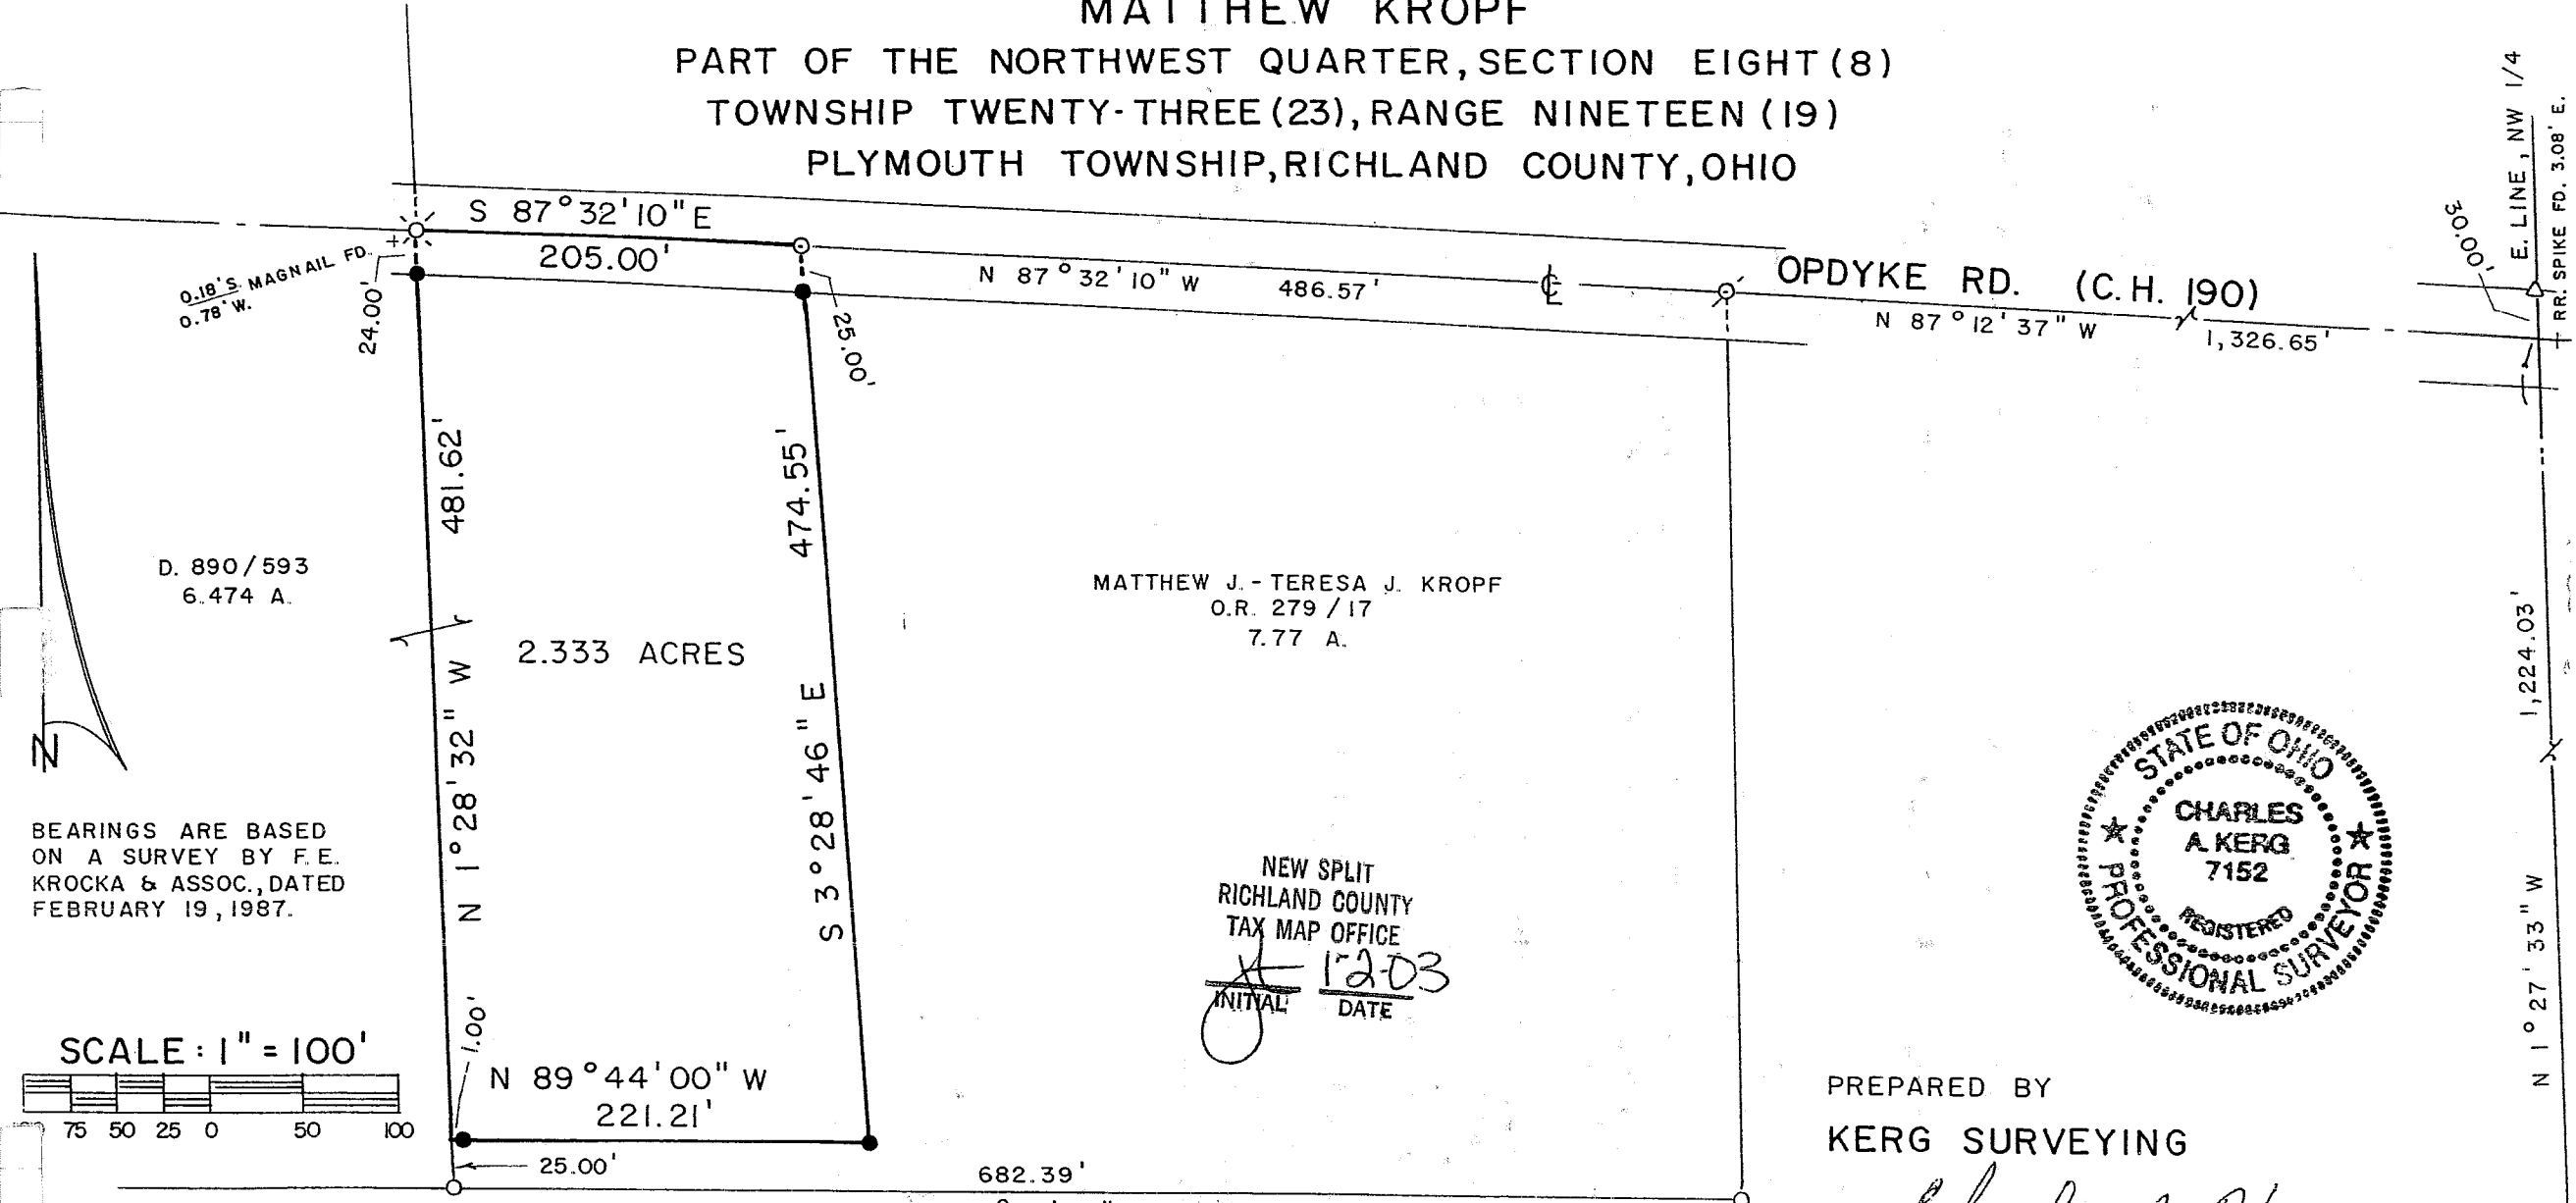 MATTHEW KROPF
PART OF THE NORTHWEST QUARTER, SECTION EIGHT (8)
TOWNSHIP TWENTY-THREE (23), RANGE NINETEEN (19)
PLYMOUTH TOWNSHIP, RICHLAND COUNTY, OHIO
E. LINE, NW 1/4
RR. SPIKE FD. 3.08' E.
30.00'
S 87°32'10" E
205.00'
0.18' S. MAGNAIL FD.
0.78' W.
24.00'
25.00'
N 87°32'10" W 486.57'
OPDYKE RD. (C.H. 190)
N 87°12'37" W 1,326.65'
481.62'
N 1°28'32" W
474.55'
S 3°28'46" E
D. 890/593
6.474 A.
2.333 ACRES
MATTHEW J. - TERESA J. KROPF
O.R. 279/17
7.77 A.
1,224.03'
N 1°27'33" W
N
BEARINGS ARE BASED
ON A SURVEY BY F.E.
KROCKA & ASSOC., DATED
FEBRUARY 19, 1987.
STATE OF OHIO
CHARLES
A. KERG
7152
REGISTERED
PROFESSIONAL SURVEYOR
NEW SPLIT
RICHLAND COUNTY
TAX MAP OFFICE
1-2-03
INITIAL DATE
SCALE: 1" = 100'
75 50 25 0 50 100
1.00'
N 89°44'00" W
221.21'
25.00'
682.39'
PREPARED BY
KERG SURVEYING